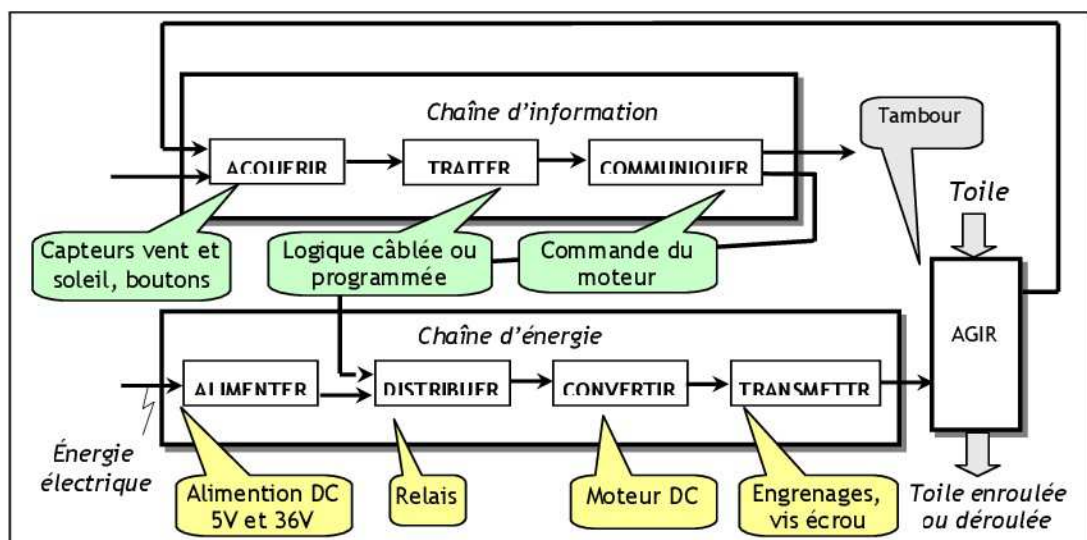 Chaîne d'information
Tambour
ACQUERIR
TRAITER
COMMUNIQUER
Toile
Capteurs vent et
soleil, boutons
Logique câblée ou
programmée
Commande du
moteur
Chaîne d'énergie
AGIR
ALIMENTER
DISTRIBUER
CONVERTIR
TRANSMETTR
Énergie
électrique
Alimention DC
5V et 36V
Relais
Moteur DC
Engrenages,
vis écrou
Toile enroulée
ou déroulée